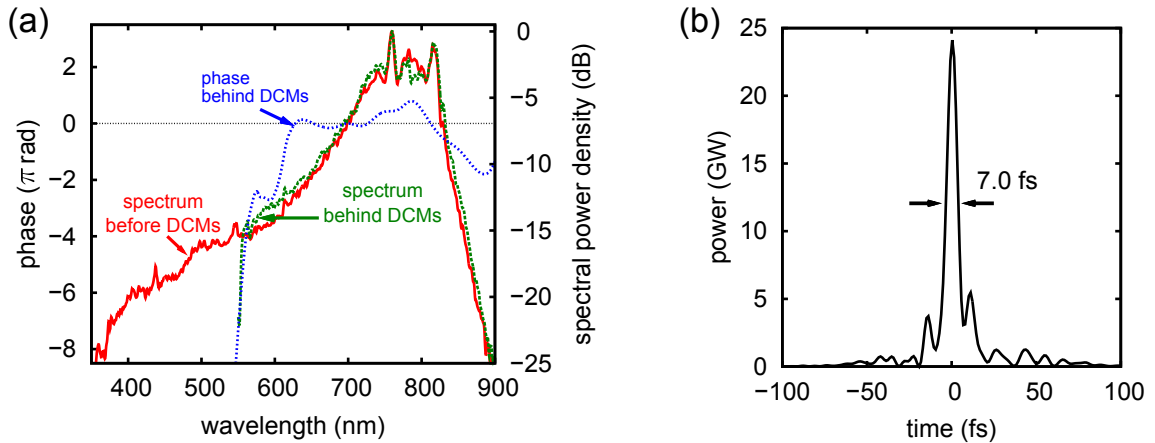 (a)
phase (π rad)
2
0
−2
−4
−6
−8
phase
behind DCMs
spectrum
before DCMs
spectrum
behind DCMs
0
−5
−10
−15
−20
−25
spectral power density (dB)
400 500 600 700 800 900
wavelength (nm)
(b)
power (GW)
25
20
15
10
5
0
7.0 fs
−100 −50 0 50 100
time (fs)